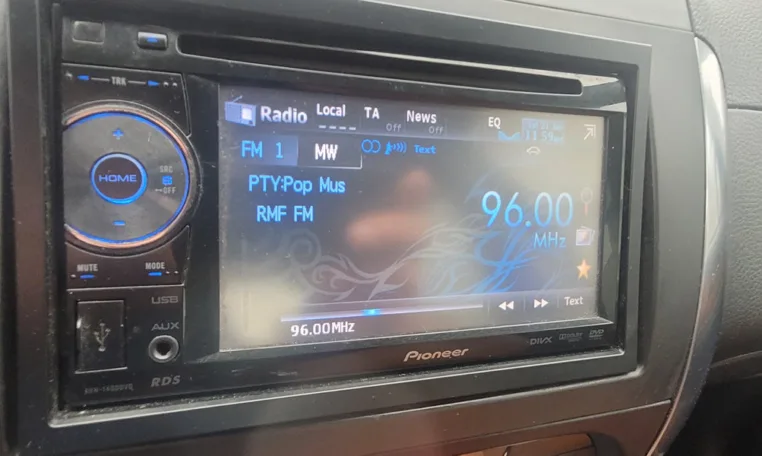 TRK
HOME
SRC
OFF
MUTE
MODE
USB
AUX
RDS
Radio
Local
TA
Off
News
Off
EQ
FM 1
MW
Text
PTY:Pop Mus
RMF FM
96.00
MHz
96.00MHz
Text
Pioneer
DIVX
DOLBY
DVD